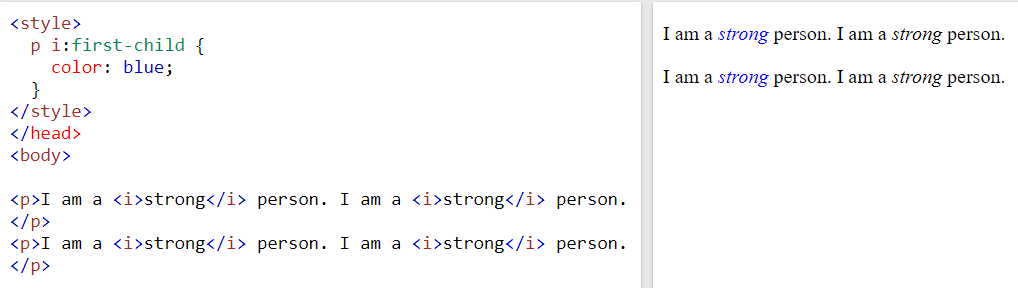 <style>
p i:first-child {
color: blue;
}
</style>
</head>
<body>
<p>I am a <i>strong</i> person. I am a <i>strong</i> person.
</p>
<p>I am a <i>strong</i> person. I am a <i>strong</i> person.
</p>
I am a strong person. I am a strong person.
I am a strong person. I am a strong person.